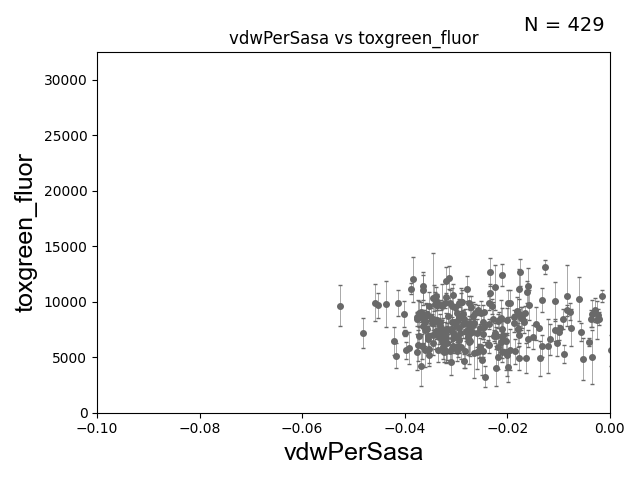 N = 429
vdwPerSasa vs toxgreen_fluor
toxgreen_fluor
30000
25000
20000
15000
10000
5000
0
−0.10 −0.08 −0.06 −0.04 −0.02 0.00
vdwPerSasa